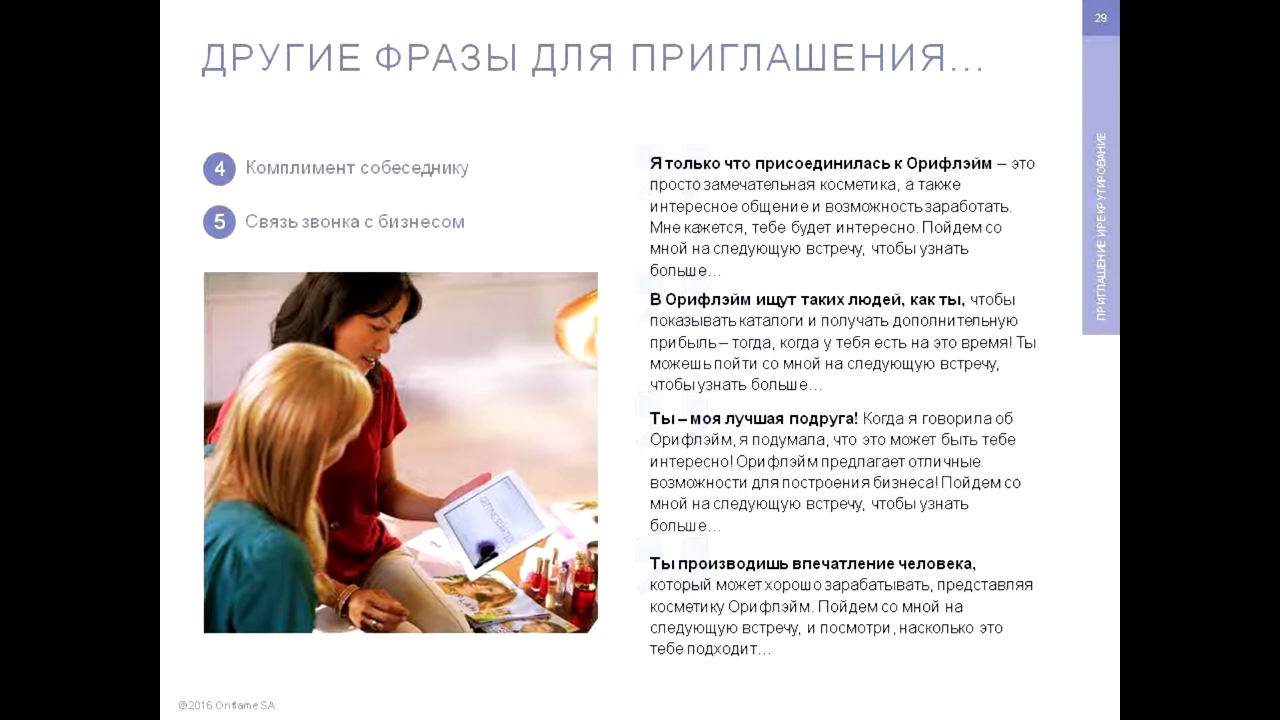 29
ДРУГИЕ ФРАЗЫ ДЛЯ ПРИГЛАШЕНИЯ...
4 Комплимент собеседнику
5 Связь звонка с бизнесом
Я только что присоединилась к Орифлэйм – это
просто замечательная косметика, а также
интересное общение и возможность заработать.
Мне кажется, тебе будет интересно. Пойдем со
мной на следующую встречу, чтобы узнать
больше...
В Орифлэйм ищут таких людей, как ты, чтобы
показывать каталоги и получать дополнительную
прибыль – тогда, когда у тебя есть на это время! Ты
можешь пойти со мной на следующую встречу,
чтобы узнать больше...
Ты – моя лучшая подруга! Когда я говорила об
Орифлэйм, я подумала, что это может быть тебе
интересно! Орифлэйм предлагает отличные
возможности для построения бизнеса! Пойдем со
мной на следующую встречу, чтобы узнать
больше...
Ты производишь впечатление человека,
который может хорошо зарабатывать, представляя
косметику Орифлэйм. Пойдем со мной на
следующую встречу, и посмотри, насколько это
тебе подходит...
ПРИГЛАШЕНИЕ И РЕКРУТИРОВАНИЕ
GETTING STARTED
©2016 Oriflame SA